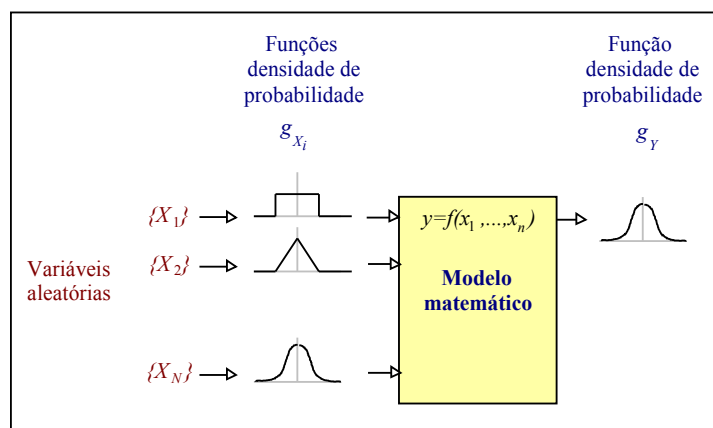 Funções
densidade de
probabilidade
g_{X_i}
Função
densidade de
probabilidade
g_Y
{X_1}
y=f(x_1 ,...,x_n)
{X_2}
Variáveis
aleatórias
Modelo
matemático
{X_N}